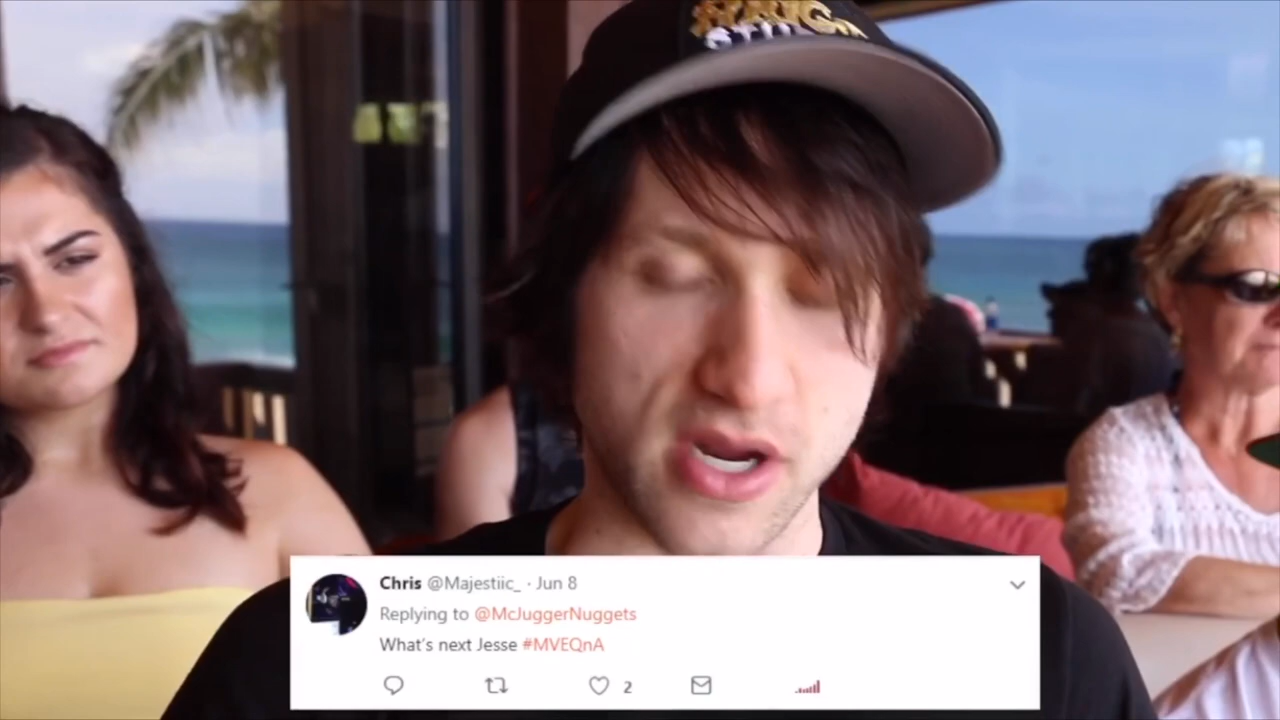 Chris @Majestiic_ · Jun 8
Replying to @McJuggerNuggets
What's next Jesse #MVEQnA
2